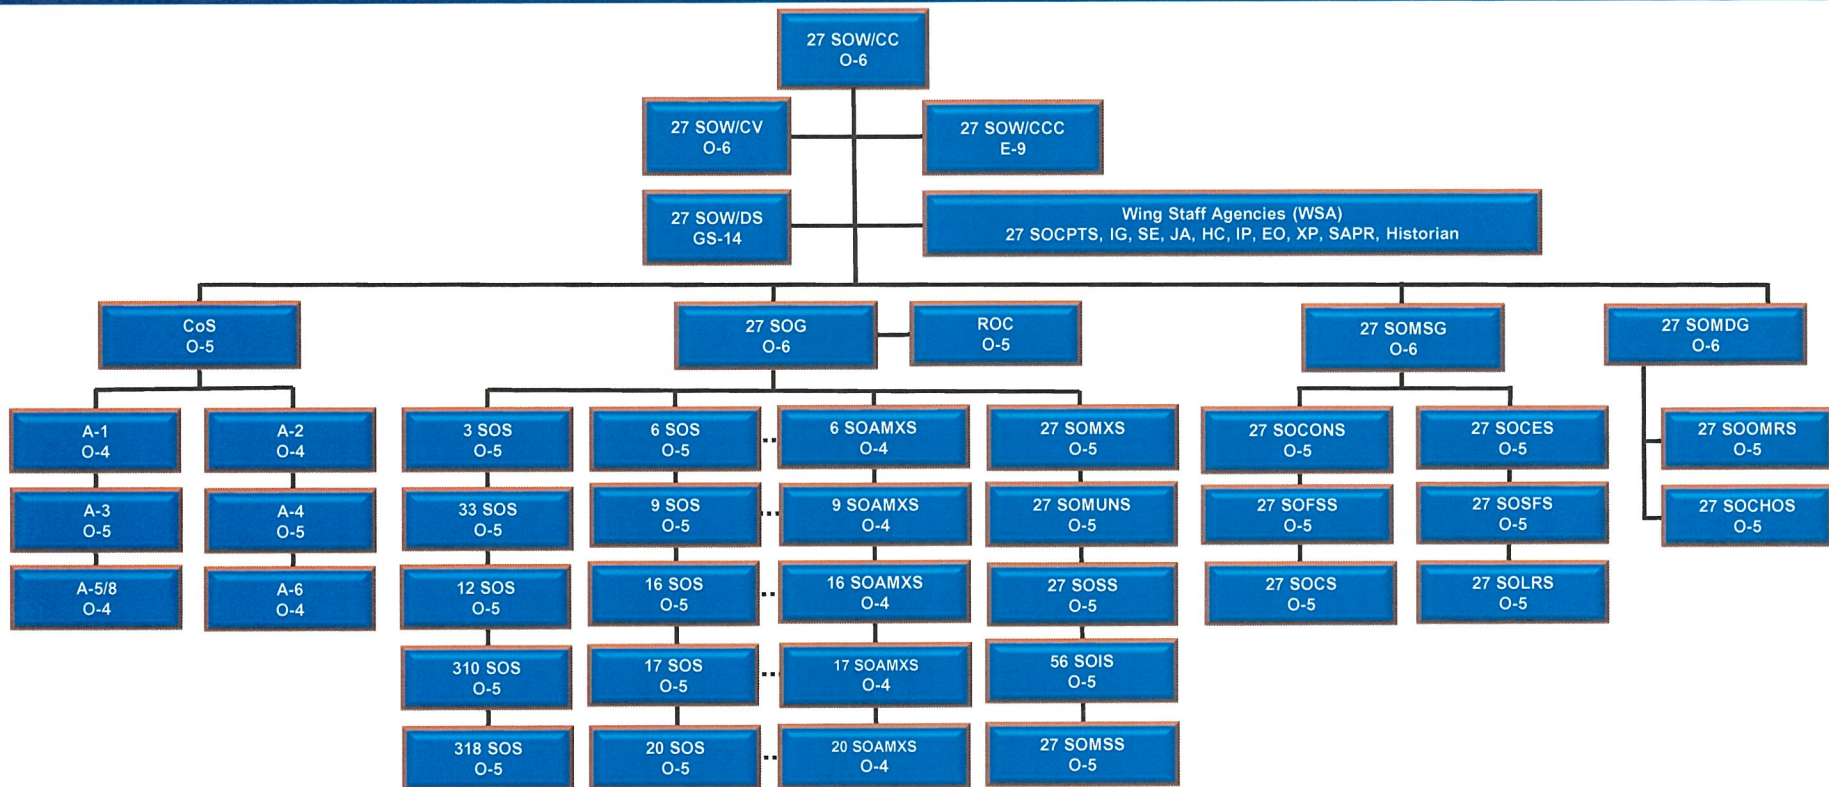 27 SOW/CC
O-6
27 SOW/CV
O-6
27 SOW/CCC
E-9
27 SOW/DS
GS-14
Wing Staff Agencies (WSA)
27 SOCPTS, IG, SE, JA, HC, IP, EO, XP, SAPR, Historian
CoS
O-5
27 SOG
O-6
ROC
O-5
27 SOMSG
O-6
27 SOMDG
O-6
A-1
O-4
A-2
O-4
A-3
O-5
A-4
O-5
A-5/8
O-4
A-6
O-4
3 SOS
O-5
33 SOS
O-5
12 SOS
O-5
310 SOS
O-5
318 SOS
O-5
6 SOS
O-5
9 SOS
O-5
16 SOS
O-5
17 SOS
O-5
20 SOS
O-5
6 SOAMXS
O-4
9 SOAMXS
O-4
16 SOAMXS
O-4
17 SOAMXS
O-4
20 SOAMXS
O-4
27 SOMXS
O-5
27 SOMUNS
O-5
27 SOSS
O-5
56 SOIS
O-5
27 SOMSS
O-5
27 SOCONS
O-5
27 SOFSS
O-5
27 SOCS
O-5
27 SOCES
O-5
27 SOSFS
O-5
27 SOLRS
O-5
27 SOOMRS
O-5
27 SOCHOS
O-5